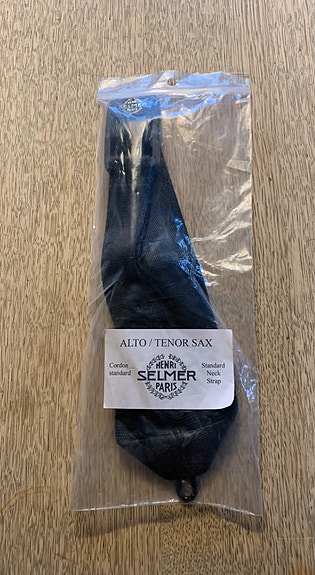 ALTO / TENOR SAX
Cordon
standard
HENRI
SELMER
PARIS
Standard
Neck
Strap